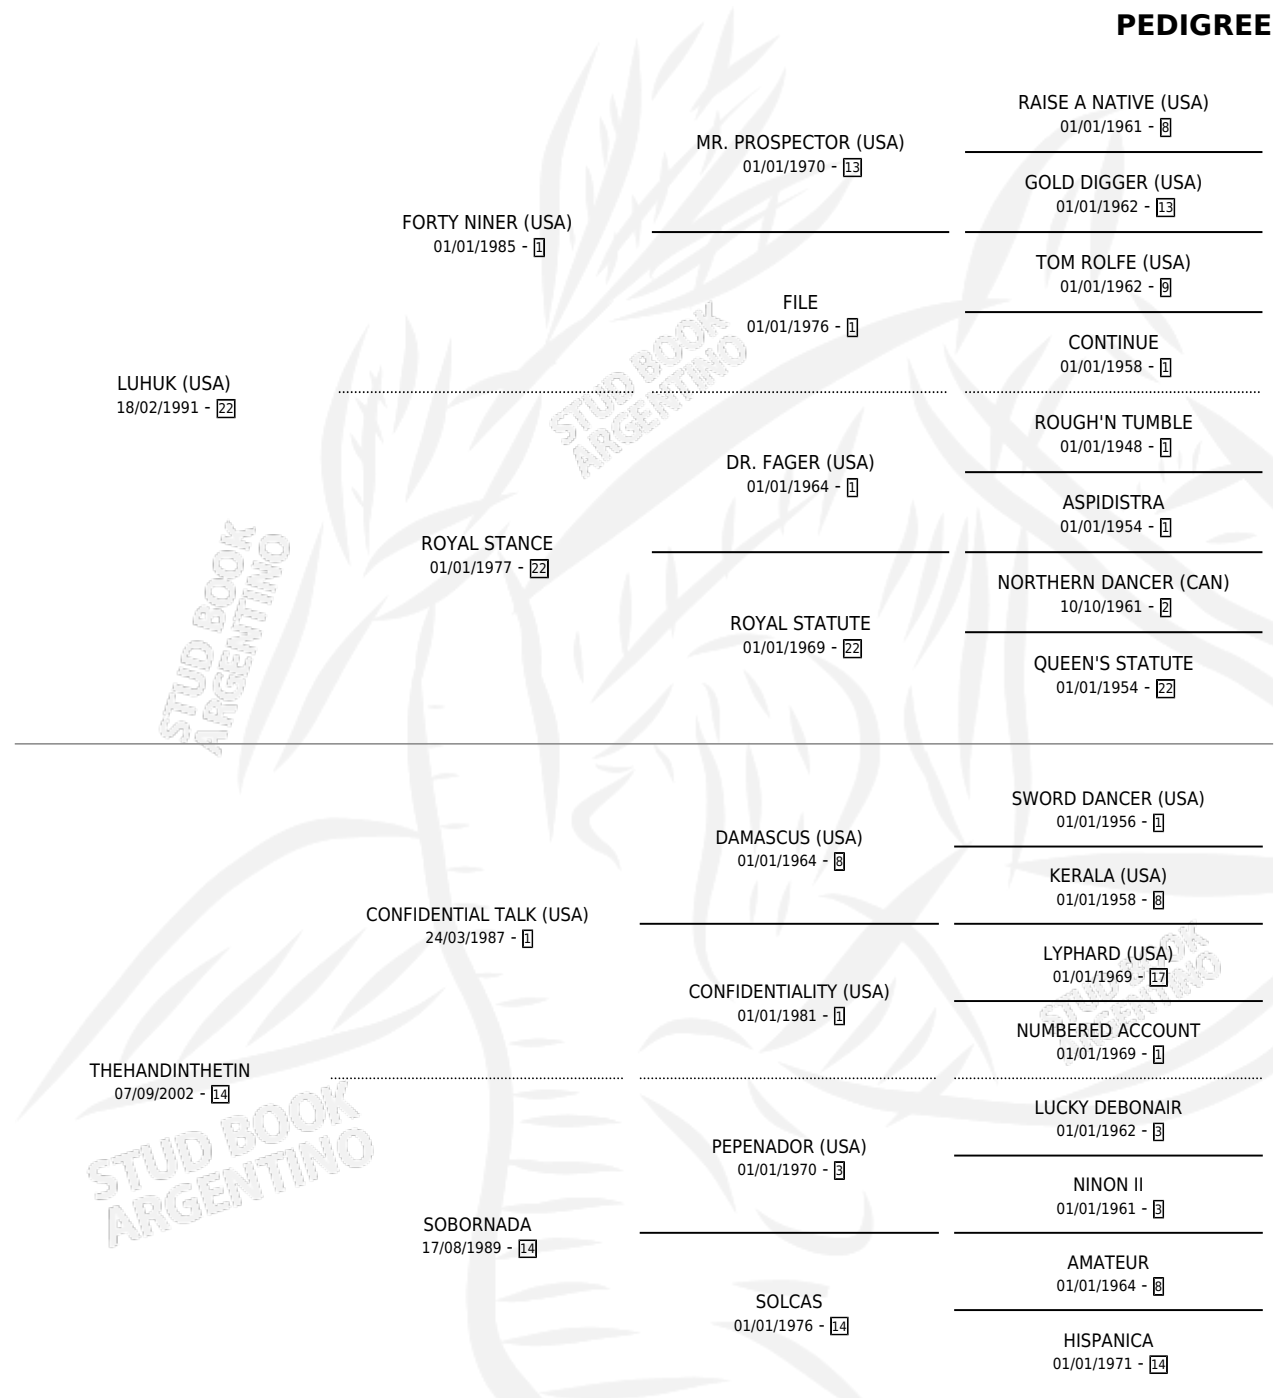 PEDIGREE
RAISE A NATIVE (USA)
01/01/1961 - 8
MR. PROSPECTOR (USA)
01/01/1970 - 13
GOLD DIGGER (USA)
01/01/1962 - 13
FORTY NINER (USA)
01/01/1985 - 1
TOM ROLFE (USA)
01/01/1962 - 9
FILE
01/01/1976 - 1
CONTINUE
01/01/1958 - 1
LUHUK (USA)
18/02/1991 - 22
ROUGH'N TUMBLE
01/01/1948 - 1
DR. FAGER (USA)
01/01/1964 - 1
ASPIDISTRA
01/01/1954 - 1
ROYAL STANCE
01/01/1977 - 22
NORTHERN DANCER (CAN)
10/10/1961 - 2
ROYAL STATUTE
01/01/1969 - 22
QUEEN'S STATUTE
01/01/1954 - 22
SWORD DANCER (USA)
01/01/1956 - 1
DAMASCUS (USA)
01/01/1964 - 8
KERALA (USA)
01/01/1958 - 8
CONFIDENTIAL TALK (USA)
24/03/1987 - 1
LYPHARD (USA)
01/01/1969 - 17
CONFIDENTIALITY (USA)
01/01/1981 - 1
NUMBERED ACCOUNT
01/01/1969 - 1
THEHANDINTHETIN
07/09/2002 - 14
LUCKY DEBONAIR
01/01/1962 - 3
PEPENADOR (USA)
01/01/1970 - 3
NINON II
01/01/1961 - 3
SOBORNADA
17/08/1989 - 14
AMATEUR
01/01/1964 - 8
SOLCAS
01/01/1976 - 14
HISPANICA
01/01/1971 - 14
STUD BOOK
ARGENTINO
STUD BOOK
ARGENTINO
STUD BOOK
ARGENTINO
STUD BOOK
ARGENTINO